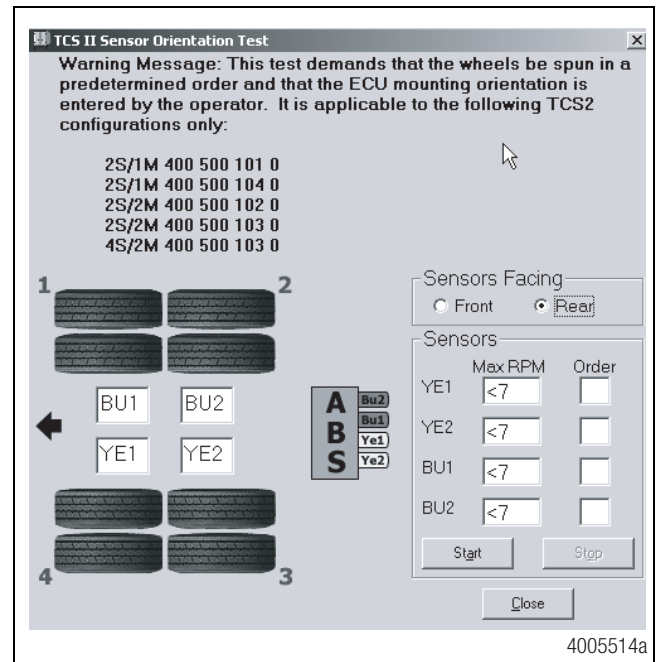 TCS II Sensor Orientation Test
Warning Message: This test demands that the wheels be spun in a
predetermined order and that the ECU mounting orientation is
entered by the operator. It is applicable to the following TCS2
configurations only:
2S/1M 400 500 101 0
2S/1M 400 500 104 0
2S/2M 400 500 102 0
2S/2M 400 500 103 0
4S/2M 400 500 103 0
1
2
BU1 BU2
YE1 YE2
4
3
ABS
Bu2
Bu1
Ye1
Ye2
Sensors Facing
Front Rear
Sensors
Max RPM Order
YE1 <7
YE2 <7
BU1 <7
BU2 <7
Start Stop
Close
4005514a